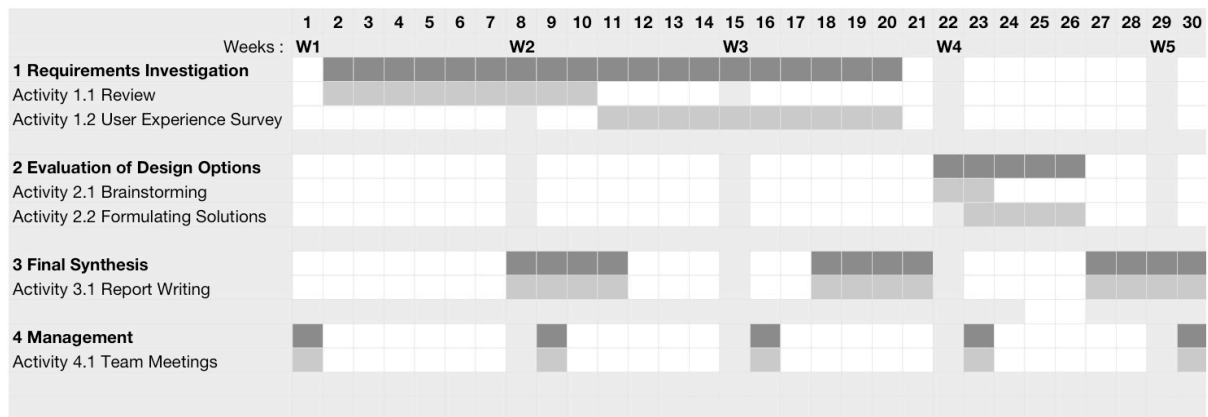 1 2 3 4 5 6 7 8 9 10 11 12 13 14 15 16 17 18 19 20 21 22 23 24 25 26 27 28 29 30
Weeks : W1 W2 W3 W4 W5
1 Requirements Investigation
Activity 1.1 Review
Activity 1.2 User Experience Survey
2 Evaluation of Design Options
Activity 2.1 Brainstorming
Activity 2.2 Formulating Solutions
3 Final Synthesis
Activity 3.1 Report Writing
4 Management
Activity 4.1 Team Meetings